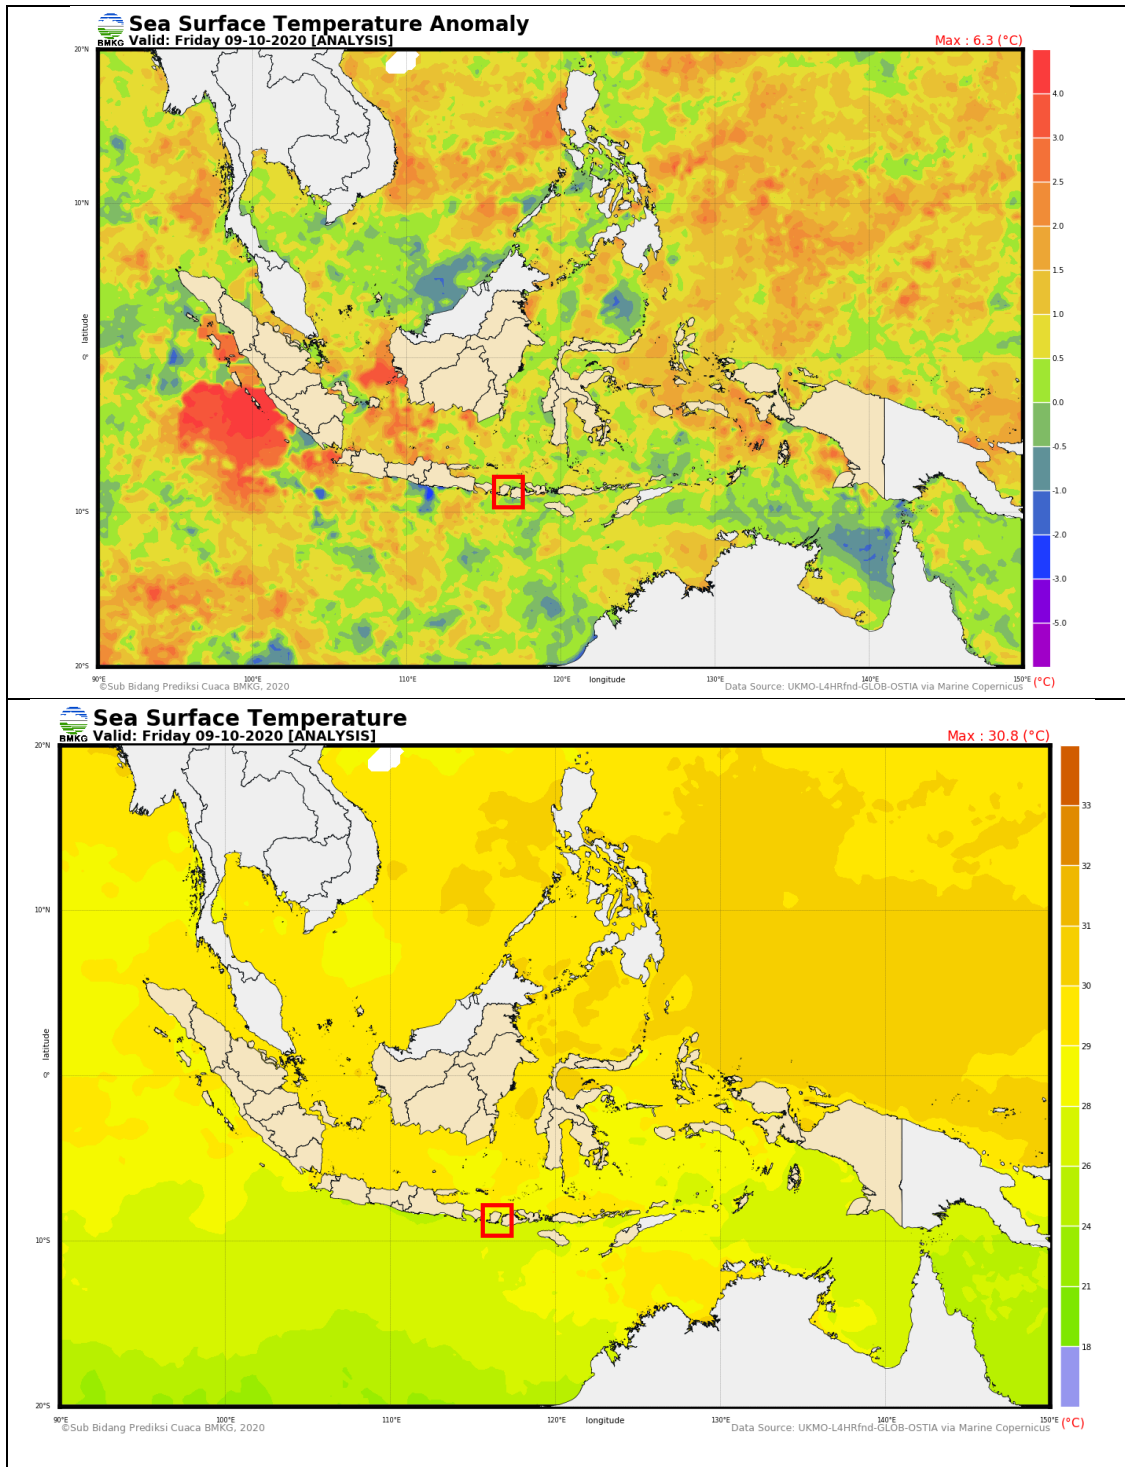 Sea Surface Temperature Anomaly
BMKG
Valid: Friday 09-10-2020 [ANALYSIS]
Max : 6.3 (°C)
20°N
10°N
0°
10°S
20°S
latitude
90°E
100°E
110°E
120°E
longitude
130°E
140°E
150°E
4.0
3.0
2.5
2.0
1.5
1.0
0.5
0.0
-0.5
-1.0
-2.0
-3.0
-5.0
(°C)
©Sub Bidang Prediksi Cuaca BMKG, 2020
Data Source: UKMO-L4HRfnd-GLOB-OSTIA via Marine Copernicus
Sea Surface Temperature
BMKG
Valid: Friday 09-10-2020 [ANALYSIS]
Max : 30.8 (°C)
20°N
10°N
0°
10°S
20°S
latitude
90°E
100°E
110°E
120°E
longitude
130°E
140°E
150°E
33
32
31
30
29
28
26
24
21
18
(°C)
©Sub Bidang Prediksi Cuaca BMKG, 2020
Data Source: UKMO-L4HRfnd-GLOB-OSTIA via Marine Copernicus